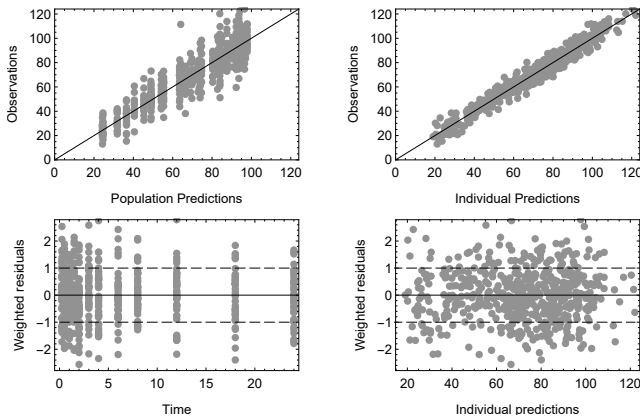 120
100
80
60
40
20
0
Observations
0 20 40 60 80 100 120
Population Predictions
120
100
80
60
40
20
0
Observations
0 20 40 60 80 100 120
Individual Predictions
2
1
0
-1
-2
Weighted residuals
0 5 10 15 20
Time
2
1
0
-1
-2
Weighted residuals
20 40 60 80 100 120
Individual predictions